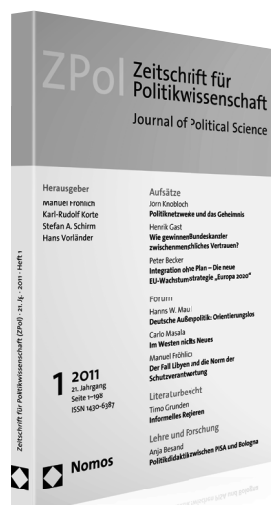 ZPol
Zeitschrift für
Politikwissenschaft
Journal of Political Science
Herausgeber
Manuel Fröhlich
Karl-Rudolf Korte
Stefan A. Schirm
Hans Vorländer
Aufsätze
Jörn Knobloch
Politiknetzweke und das Geheimnis
Henrik Gast
Wie gewinnen Bundeskanzler
zwischenmenschliches Vertrauen?
Peter Becker
Integration ohne Plan – Die neue
EU-Wachstumsstrategie „Europa 2020“
Forum
Hanns W. Maull
Deutsche Außenpolitik: Orientierungslos
Carlo Masala
Im Westen nichts Neues
Manuel Fröhlich
Der Fall Libyen und die Norm der
Schutzverantwortung
Literaturbericht
Timo Grunden
Informelles Regieren
Lehre und Forschung
Anja Besand
Politikdidaktik zwischen PISA und Bologna
1 2011
21. Jahrgang
Seite 1–198
ISSN 1430-6387
Nomos
Zeitschrift für Politikwissenschaft (ZPol) · 21. Jg. · 2011 · Heft 1